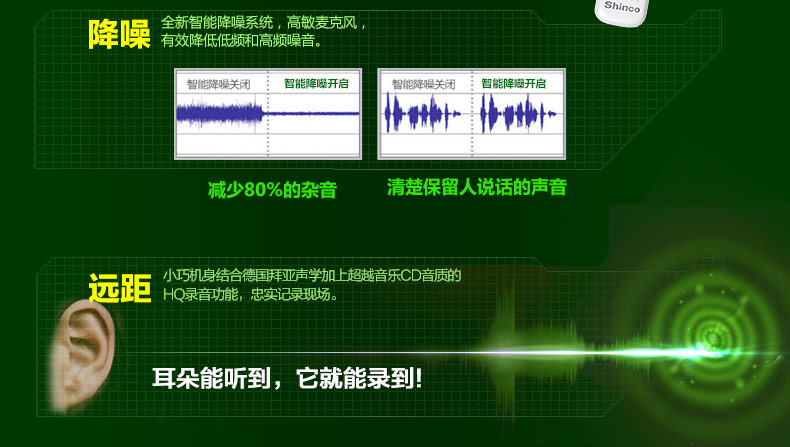 Shinco
降噪
全新智能降噪系统，高敏麦克风，
有效降低低频和高频噪音。
智能降噪关闭 智能降噪开启
智能降噪关闭 智能降噪开启
减少80%的杂音
清楚保留人说话的声音
远距
小巧机身结合德国拜亚声学加上超越音乐CD音质的
HQ录音功能，忠实记录现场。
耳朵能听到，它就能录到!